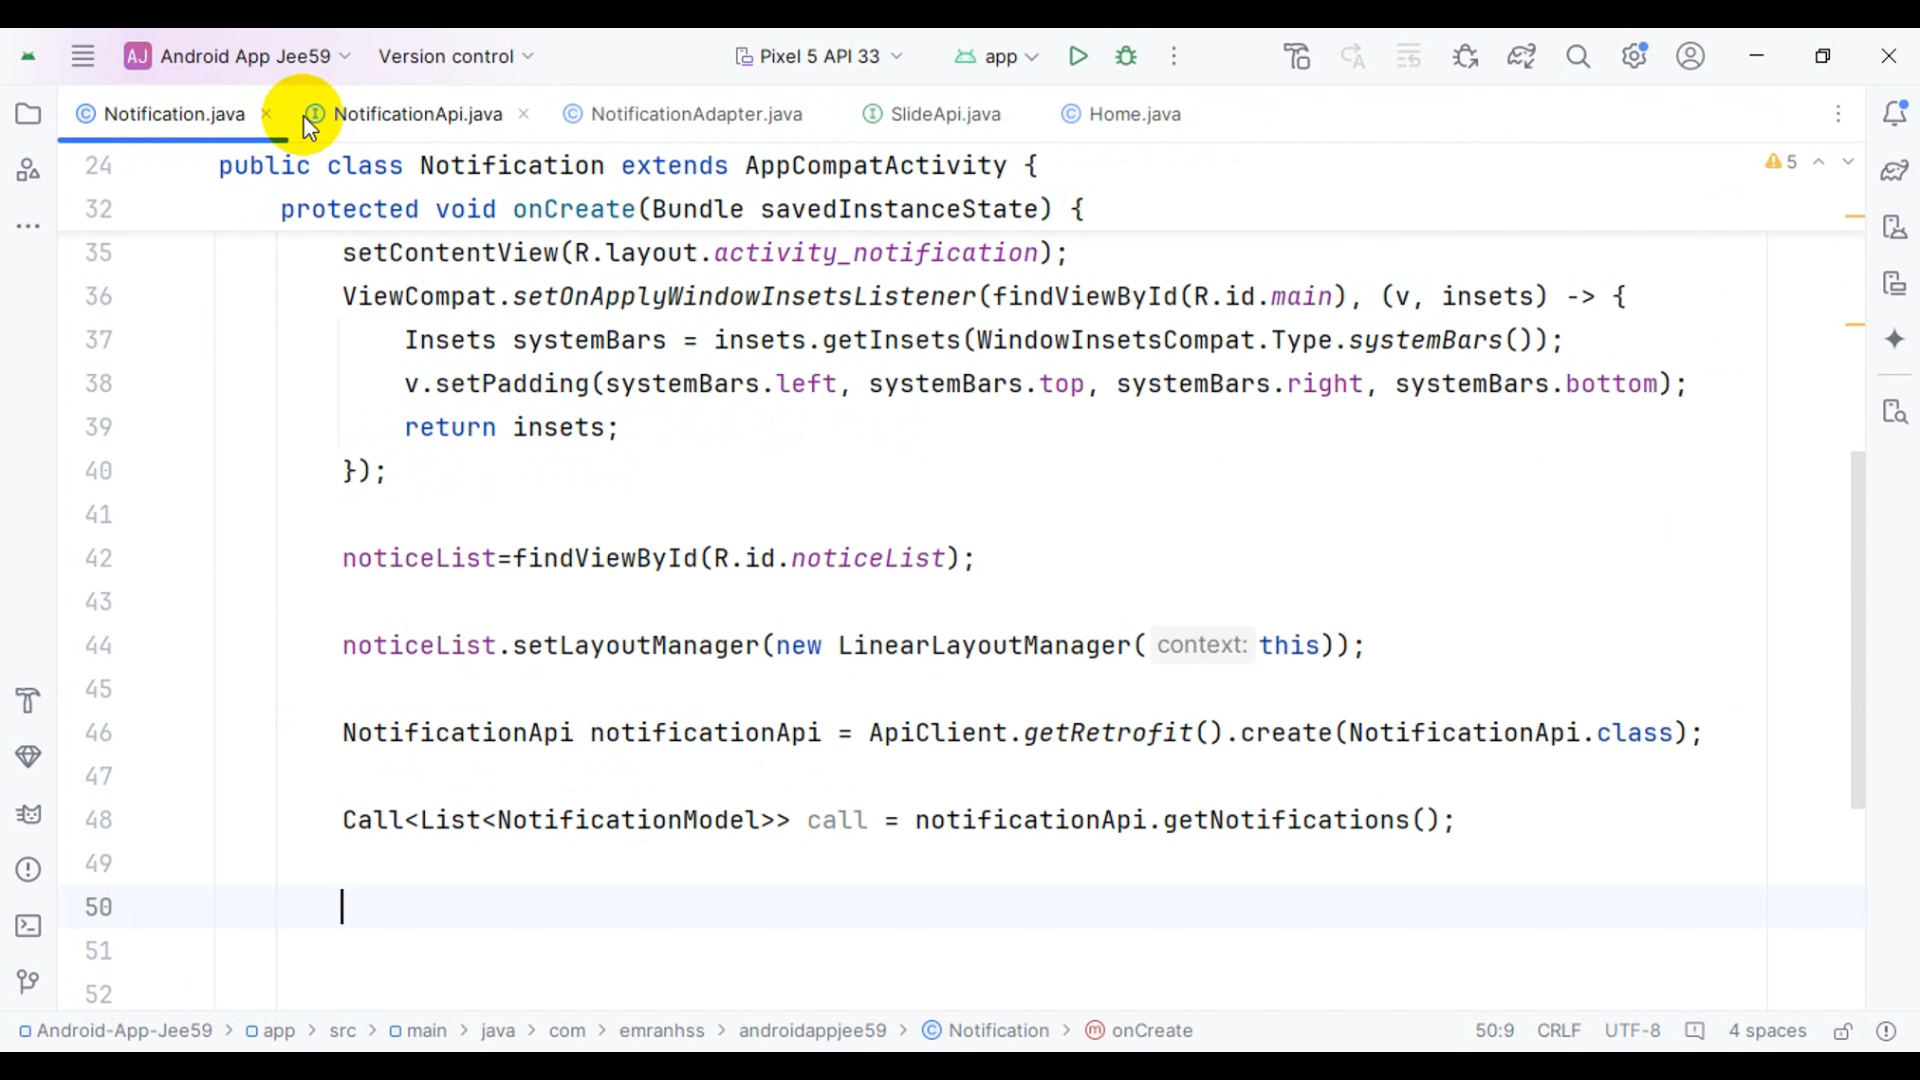 AJ Android App Jee59 Version control Pixel 5 API 33 app
Notification.java NotificationApi.java NotificationAdapter.java SlideApi.java Home.java
24 public class Notification extends AppCompatActivity { 5
32 protected void onCreate(Bundle savedInstanceState) {
35 setContentView(R.layout.activity_notification);
36 ViewCompat.setOnApplyWindowInsetsListener(findViewById(R.id.main), (v, insets) -> {
37 Insets systemBars = insets.getInsets(WindowInsetsCompat.Type.systemBars());
38 v.setPadding(systemBars.left, systemBars.top, systemBars.right, systemBars.bottom);
39 return insets;
40 });
41
42 noticeList=findViewById(R.id.noticeList);
43
44 noticeList.setLayoutManager(new LinearLayoutManager( context: this));
45
46 NotificationApi notificationApi = ApiClient.getRetrofit().create(NotificationApi.class);
47
48 Call<List<NotificationModel>> call = notificationApi.getNotifications();
49
50
51
52
Android-App-Jee59 > app > src > main > java > com > emranhss > androidappjee59 > Notification > onCreate 50:9 CRLF UTF-8 4 spaces